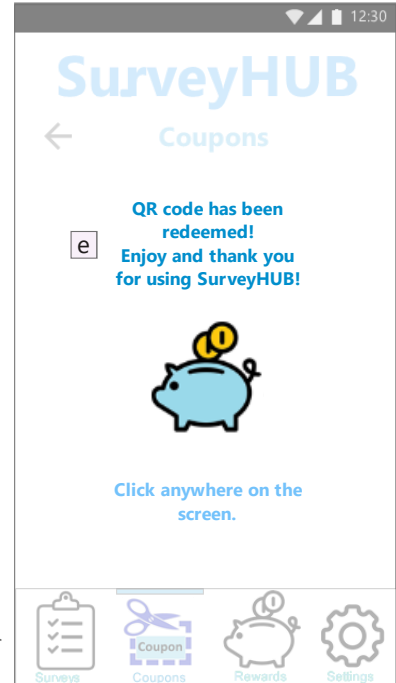 12:30
SurveyHUB
Coupons
QR code has been
redeemed!
e
Enjoy and thank you
for using SurveyHUB!
Click anywhere on the
screen.
Coupon
Surveys
Coupons
Rewards
Settings